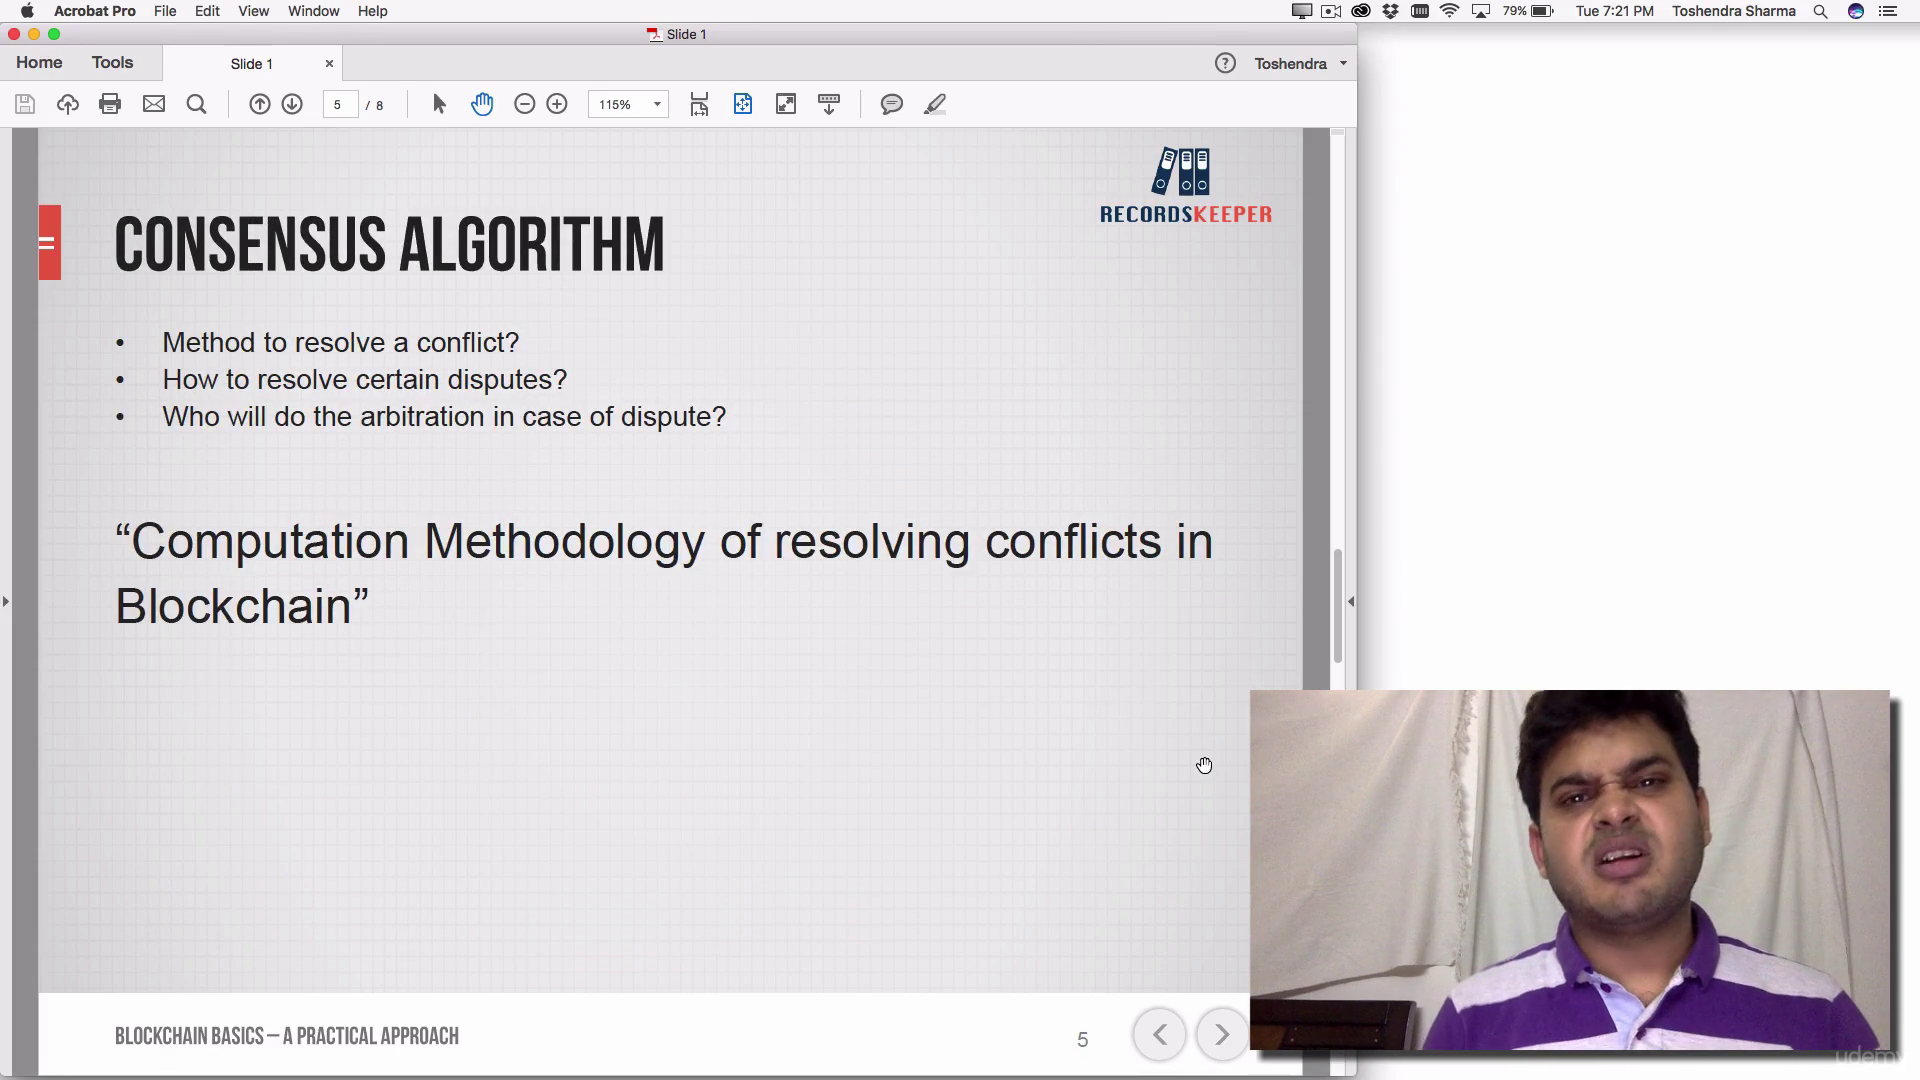 Acrobat Pro File Edit View Window Help 79% Tue 7:21 PM Toshendra Sharma
Slide 1
Home Tools Slide 1 × ? Toshendra
5 / 8 115%
RECORDSKEEPER
CONSENSUS ALGORITHM
• Method to resolve a conflict?
• How to resolve certain disputes?
• Who will do the arbitration in case of dispute?
“Computation Methodology of resolving conflicts in
Blockchain”
BLOCKCHAIN BASICS – A PRACTICAL APPROACH 5
udemy